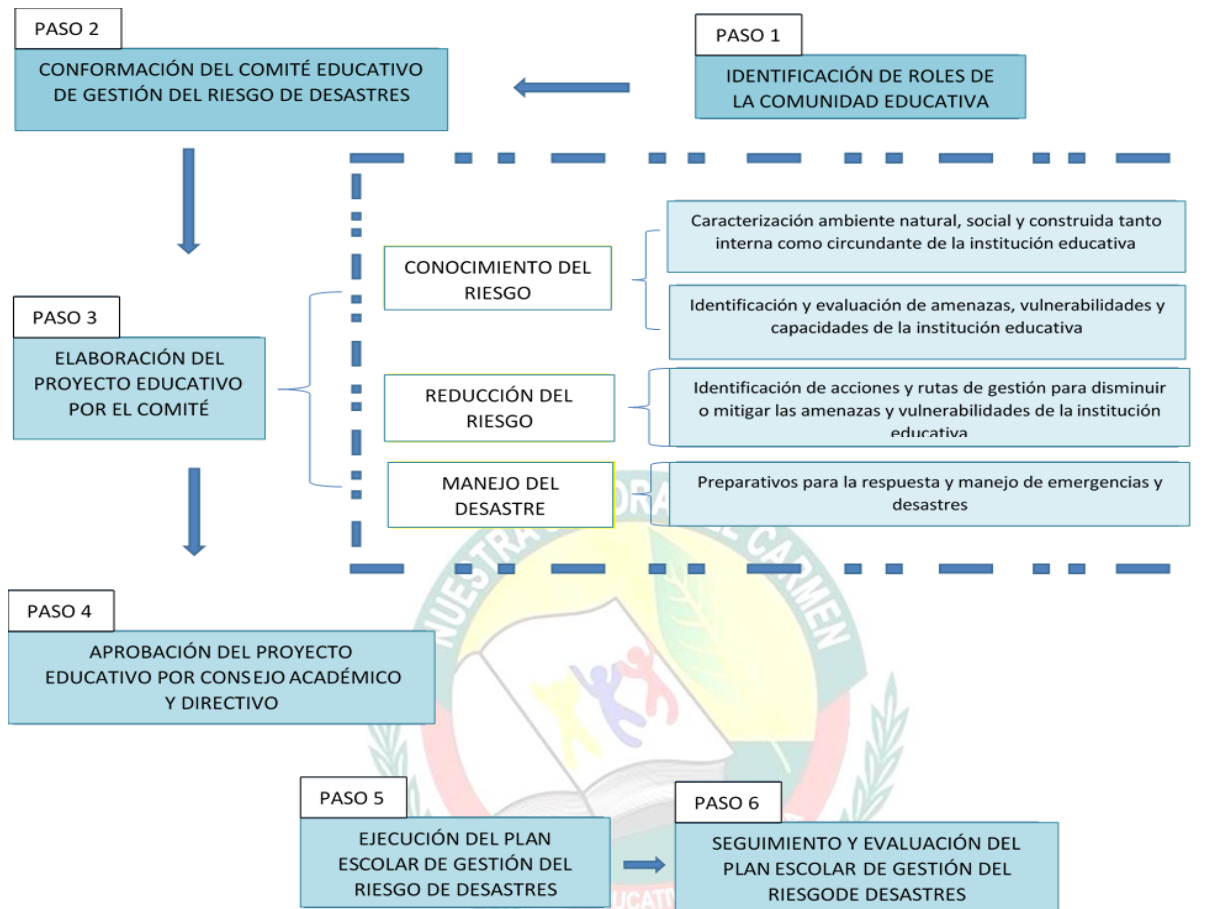 PASO 1
IDENTIFICACIÓN DE ROLES DE
LA COMUNIDAD EDUCATIVA
PASO 2
CONFORMACIÓN DEL COMITÉ EDUCATIVO
DE GESTIÓN DEL RIESGO DE DESASTRES
PASO 3
ELABORACIÓN DEL
PROYECTO EDUCATIVO
POR EL COMITÉ
CONOCIMIENTO DEL
RIESGO
Caracterización ambiente natural, social y construida tanto
interna como circundante de la institución educativa
Identificación y evaluación de amenazas, vulnerabilidades y
capacidades de la institución educativa
REDUCCIÓN DEL
RIESGO
Identificación de acciones y rutas de gestión para disminuir
o mitigar las amenazas y vulnerabilidades de la institución
educativa
MANEJO DEL
DESASTRE
Preparativos para la respuesta y manejo de emergencias y
desastres
PASO 4
APROBACIÓN DEL PROYECTO
EDUCATIVO POR CONSEJO ACADÉMICO
Y DIRECTIVO
PASO 5
EJECUCIÓN DEL PLAN
ESCOLAR DE GESTIÓN DEL
RIESGO DE DESASTRES
PASO 6
SEGUIMIENTO Y EVALUACIÓN DEL
PLAN ESCOLAR DE GESTIÓN DEL
RIESGODE DESASTRES
CARMEN